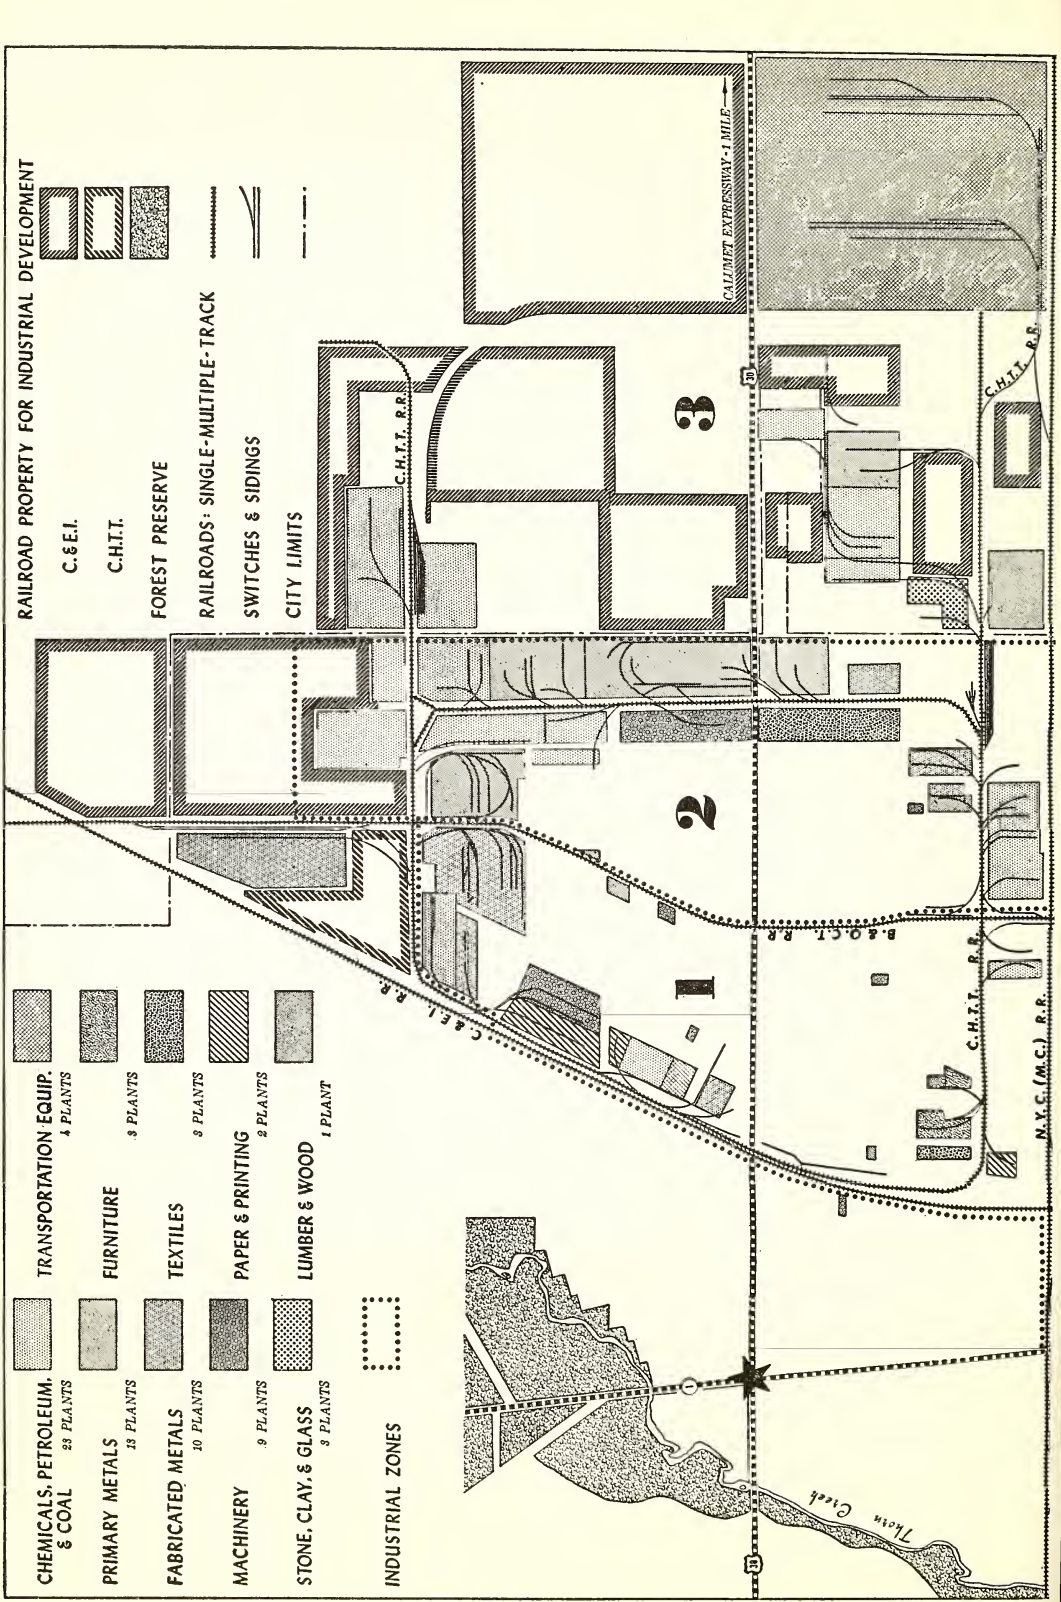 CHEMICALS, PETROLEUM.
& COAL 23 PLANTS
PRIMARY METALS
13 PLANTS
FABRICATED METALS
10 PLANTS
MACHINERY
9 PLANTS
STONE, CLAY, & GLASS
3 PLANTS
INDUSTRIAL ZONES
TRANSPORTATION EQUIP.
4 PLANTS
FURNITURE
3 PLANTS
TEXTILES
3 PLANTS
PAPER & PRINTING
2 PLANTS
LUMBER & WOOD
1 PLANT
RAILROAD PROPERTY FOR INDUSTRIAL DEVELOPMENT
C.& E.I.
C.H.T.T.
FOREST PRESERVE
RAILROADS: SINGLE-MULTIPLE-TRACK
SWITCHES & SIDINGS
CITY LIMITS
C.H.T.T. R.R.
C. & E. I. R. R.
CALUMET EXPRESSWAY-1 MILE
1
2
3
30
1
30
B. & O. C. T. R.R
C.H.T.T. R.R.
C.H.T.T. R.R.
N.Y.C. (M.C.) R.R.
Thorn Creek